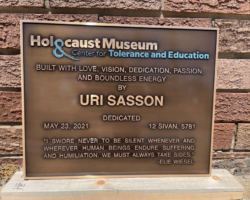 Holocaust Museum
& Center for Tolerance and Education
BUILT WITH LOVE, VISION, DEDICATION, PASSION
AND BOUNDLESS ENERGY
BY
URI SASSON
DEDICATED
MAY 23, 2021 12 SIVAN, 5781
"I SWORE NEVER TO BE SILENT WHENEVER AND
WHEREVER HUMAN BEINGS ENDURE SUFFERING
AND HUMILIATION. WE MUST ALWAYS TAKE SIDES."
ELIE WIESEL